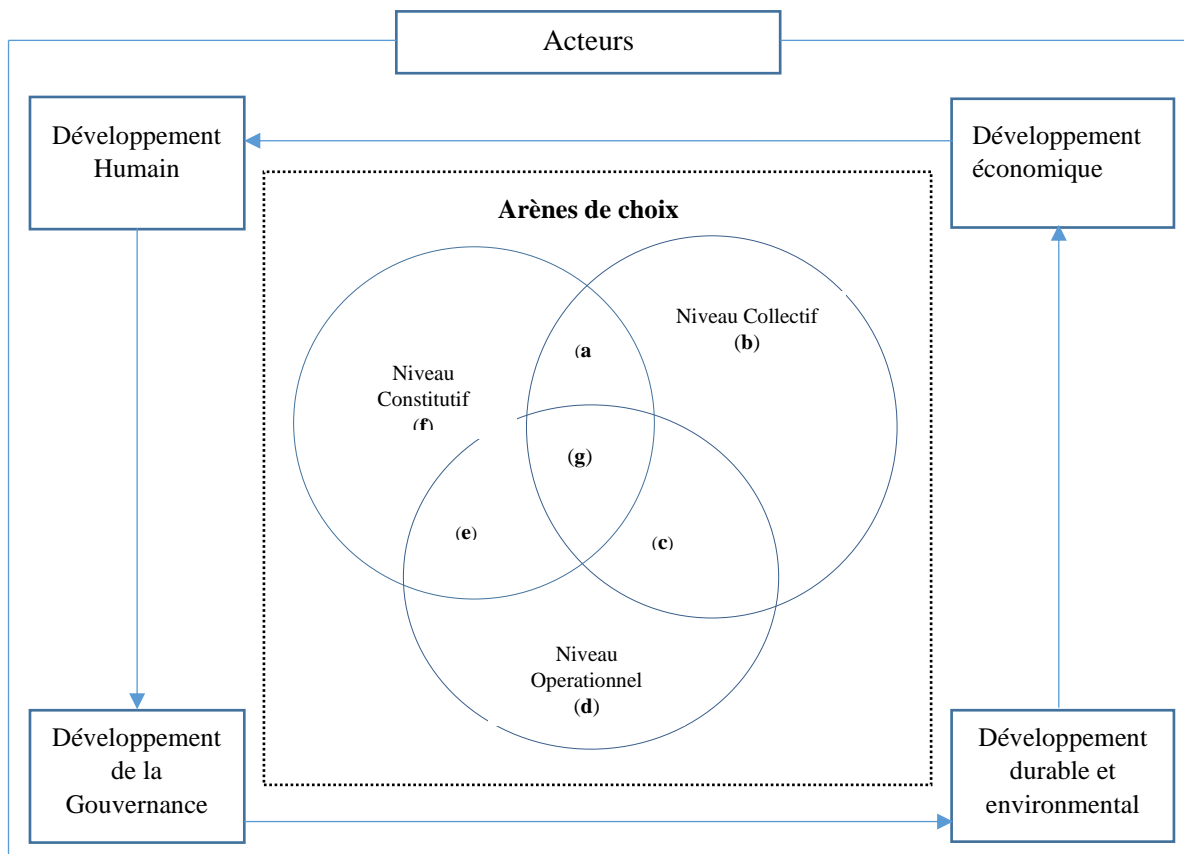 Acteurs
Développement
Humain
Développement
économique
Arènes de choix
Niveau Collectif
(b)
(a
Niveau
Constitutif
(f)
(g)
(e)
(c)
Niveau
Operationnel
(d)
Développement
de la
Gouvernance
Développement
durable et
environmental